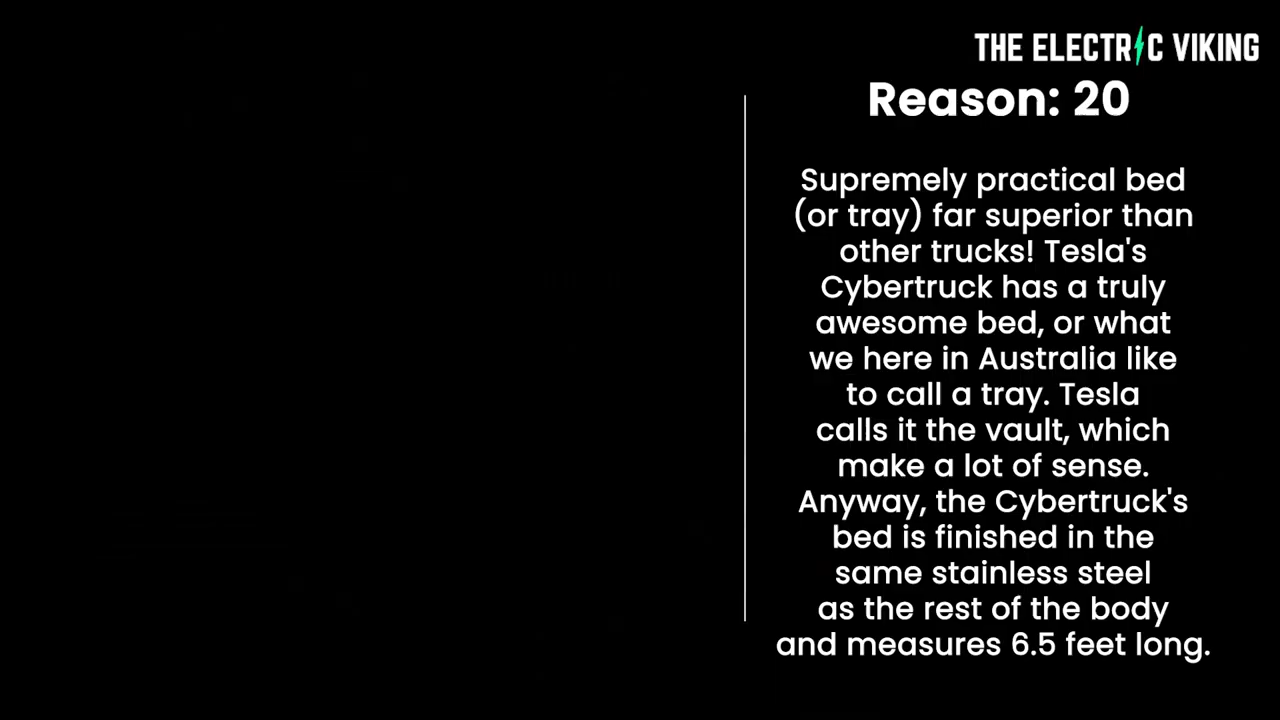 THE ELECTRIC VIKING
Reason: 20
Supremely practical bed
(or tray) far superior than
other trucks! Tesla's
Cybertruck has a truly
awesome bed, or what
we here in Australia like
to call a tray. Tesla
calls it the vault, which
make a lot of sense.
Anyway, the Cybertruck's
bed is finished in the
same stainless steel
as the rest of the body
and measures 6.5 feet long.